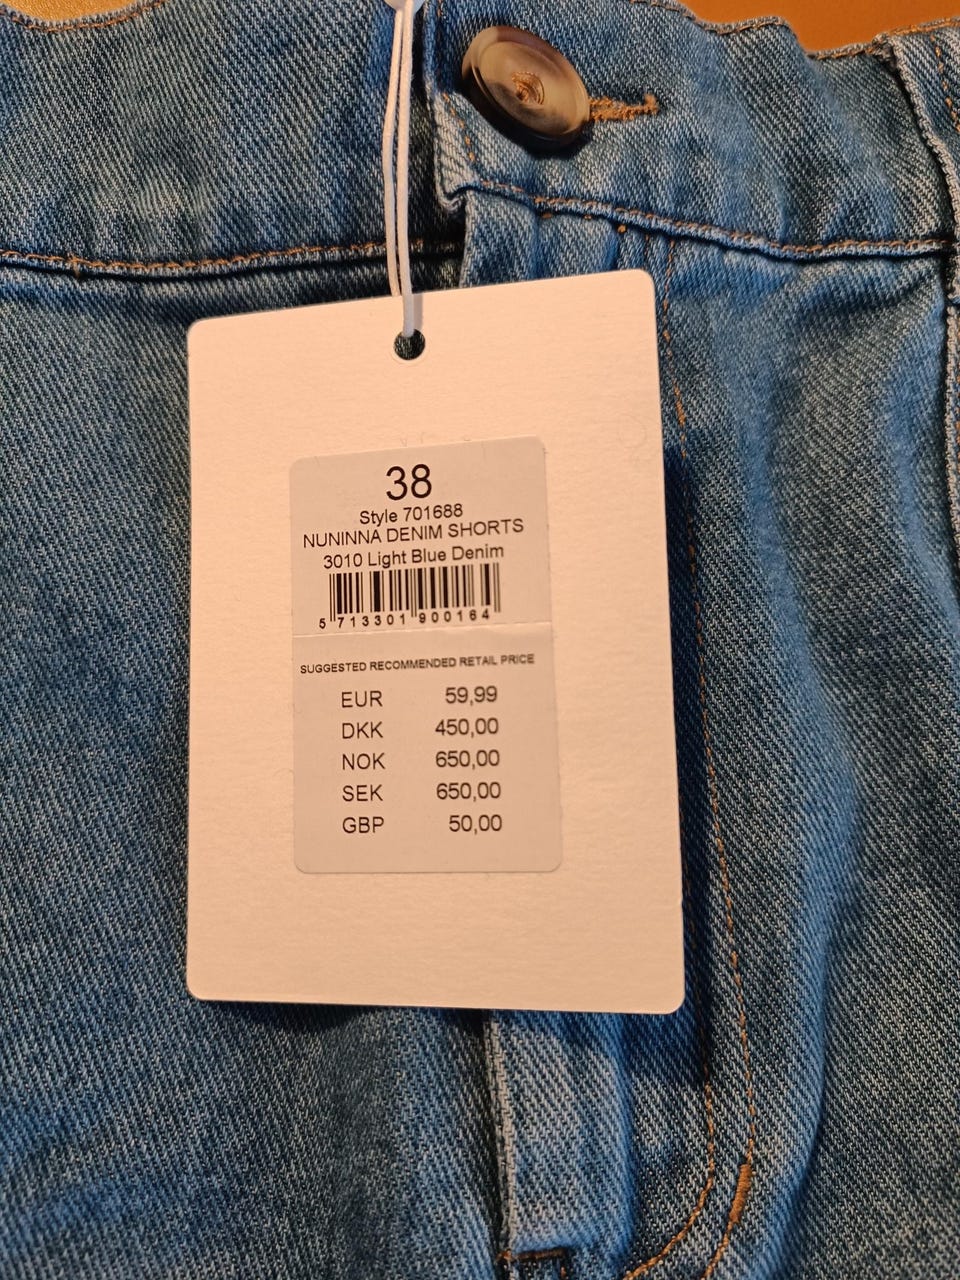 38
Style 701688
NUNINNA DENIM SHORTS
3010 Light Blue Denim
5 713301 900164
SUGGESTED RECOMMENDED RETAIL PRICE
EUR 59,99
DKK 450,00
NOK 650,00
SEK 650,00
GBP 50,00